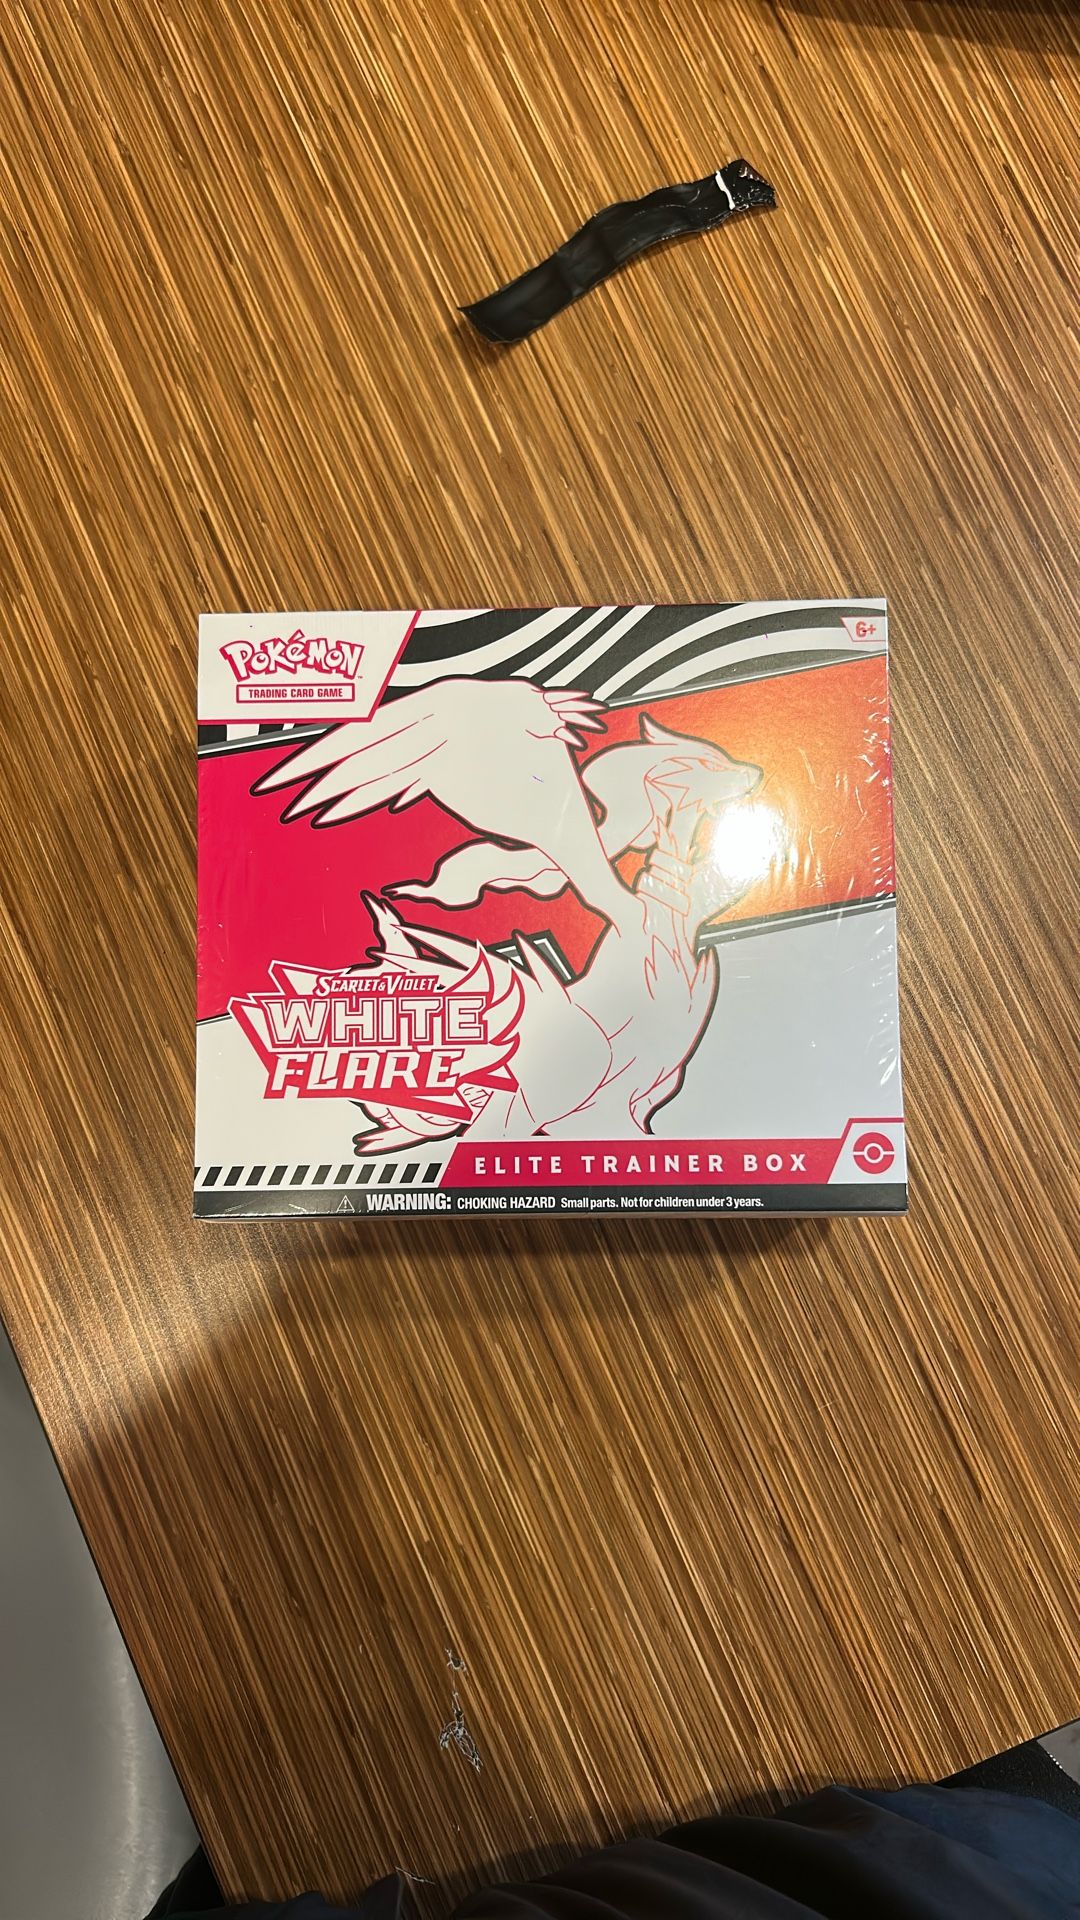 POKéMON™
TRADING CARD GAME
6+
SCARLET & VIOLET
WHITE
FLARE
ELITE TRAINER BOX
WARNING: CHOKING HAZARD Small parts. Not for children under 3 years.